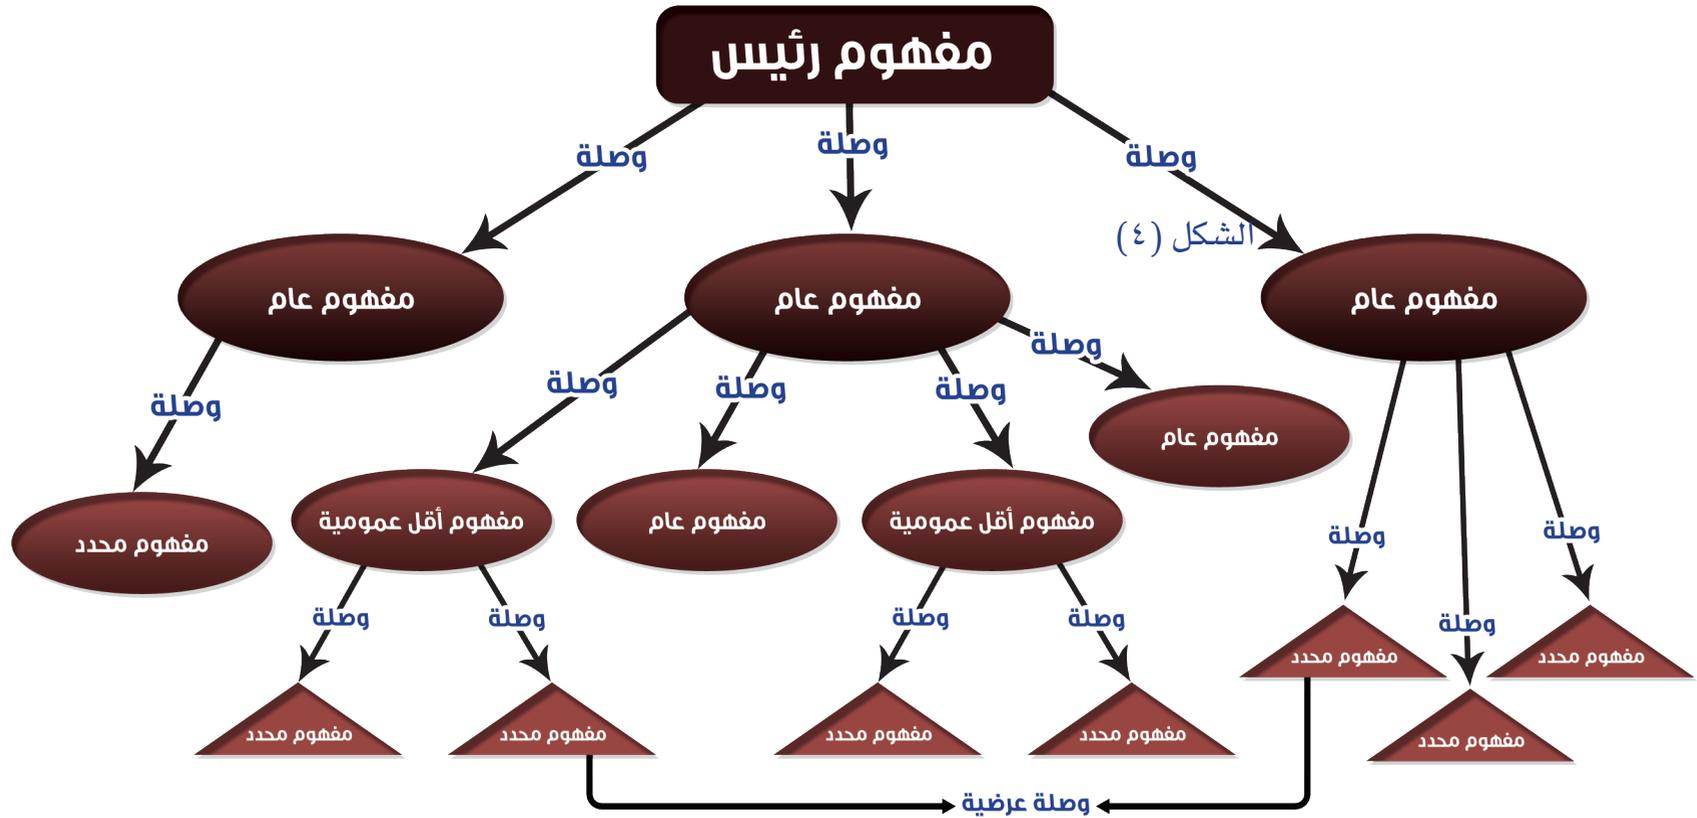 مفهوم رئيس
وصلة
وصلة
وصلة
الشكل (٤)
مفهوم عام
مفهوم عام
مفهوم عام
وصلة
وصلة
وصلة
وصلة
وصلة
مفهوم عام
مفهوم أقل عمومية
مفهوم عام
مفهوم أقل عمومية
مفهوم محدد
وصلة
وصلة
وصلة
وصلة
وصلة
وصلة
وصلة
مفهوم محدد
مفهوم محدد
مفهوم محدد
مفهوم محدد
مفهوم محدد
مفهوم محدد
مفهوم محدد
وصلة عرضية